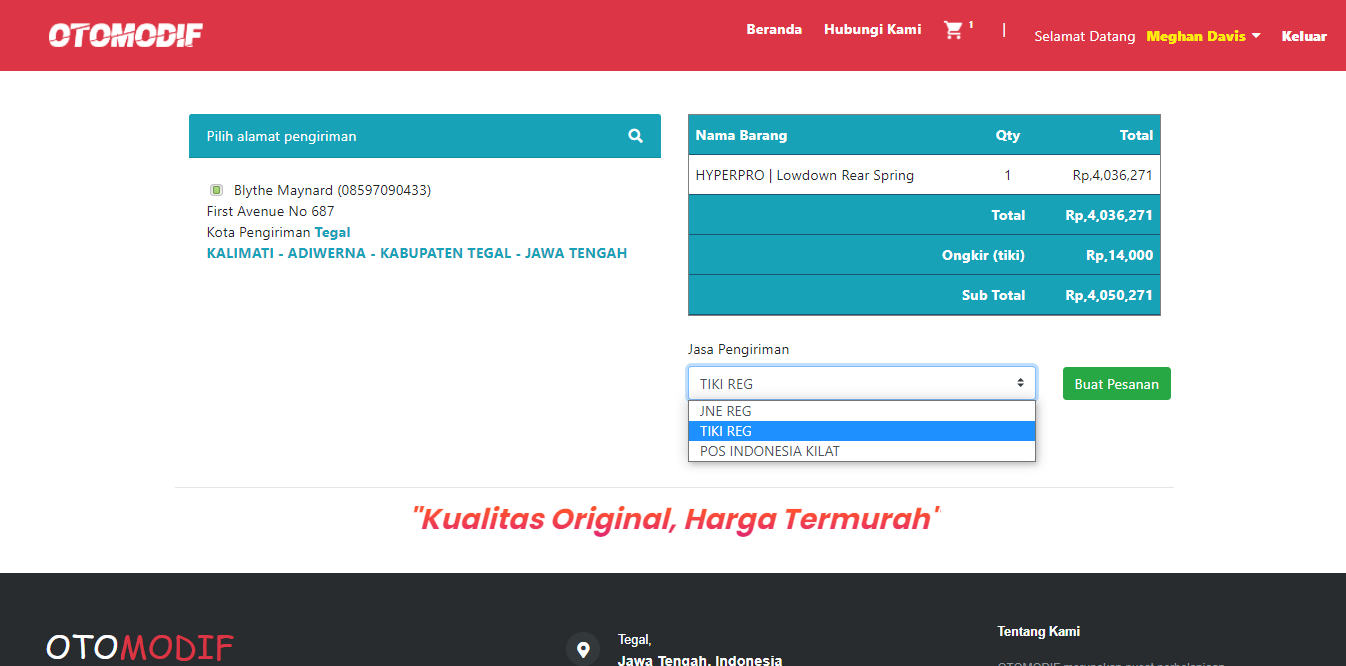 OTOMODIF
Beranda Hubungi Kami 1 | Selamat Datang Meghan Davis Keluar
Pilih alamat pengiriman
Blythe Maynard (08597090433)
First Avenue No 687
Kota Pengiriman Tegal
KALIMATI - ADIWERNA - KABUPATEN TEGAL - JAWA TENGAH
Nama Barang Qty Total
HYPERPRO | Lowdown Rear Spring 1 Rp,4,036,271
Total Rp,4,036,271
Ongkir (tiki) Rp,14,000
Sub Total Rp,4,050,271
Jasa Pengiriman
TIKI REG
Buat Pesanan
JNE REG
TIKI REG
POS INDONESIA KILAT
"Kualitas Original, Harga Termurah"
OTOMODIF
Tegal,
Jawa Tengah, Indonesia
Tentang Kami
OTOMODIF merupakan pusat perbelanjaan